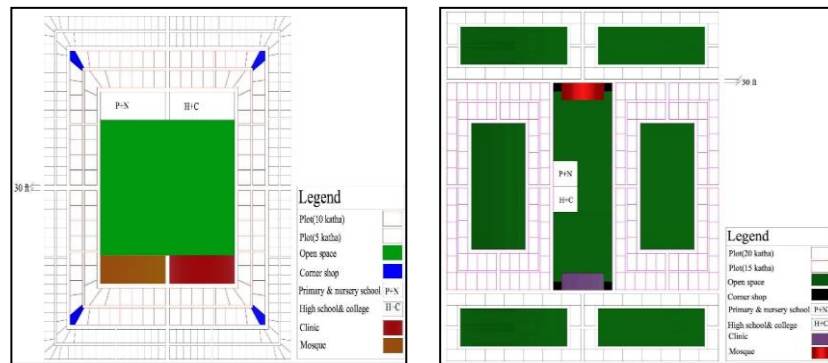 P+N
H+C
30 ft
Legend
Plot(10 katha)
Plot(5 katha)
Open space
Corner shop
Primary & nursery school P+N
High school& college H+C
Clinic
Mosque
30 ft
P+N
H+C
Legend
Plot(20 katha)
Plot(15 katha)
Open space
Corner shop
Primary & nursery school P+N
High school& college H+C
Clinic
Mosque